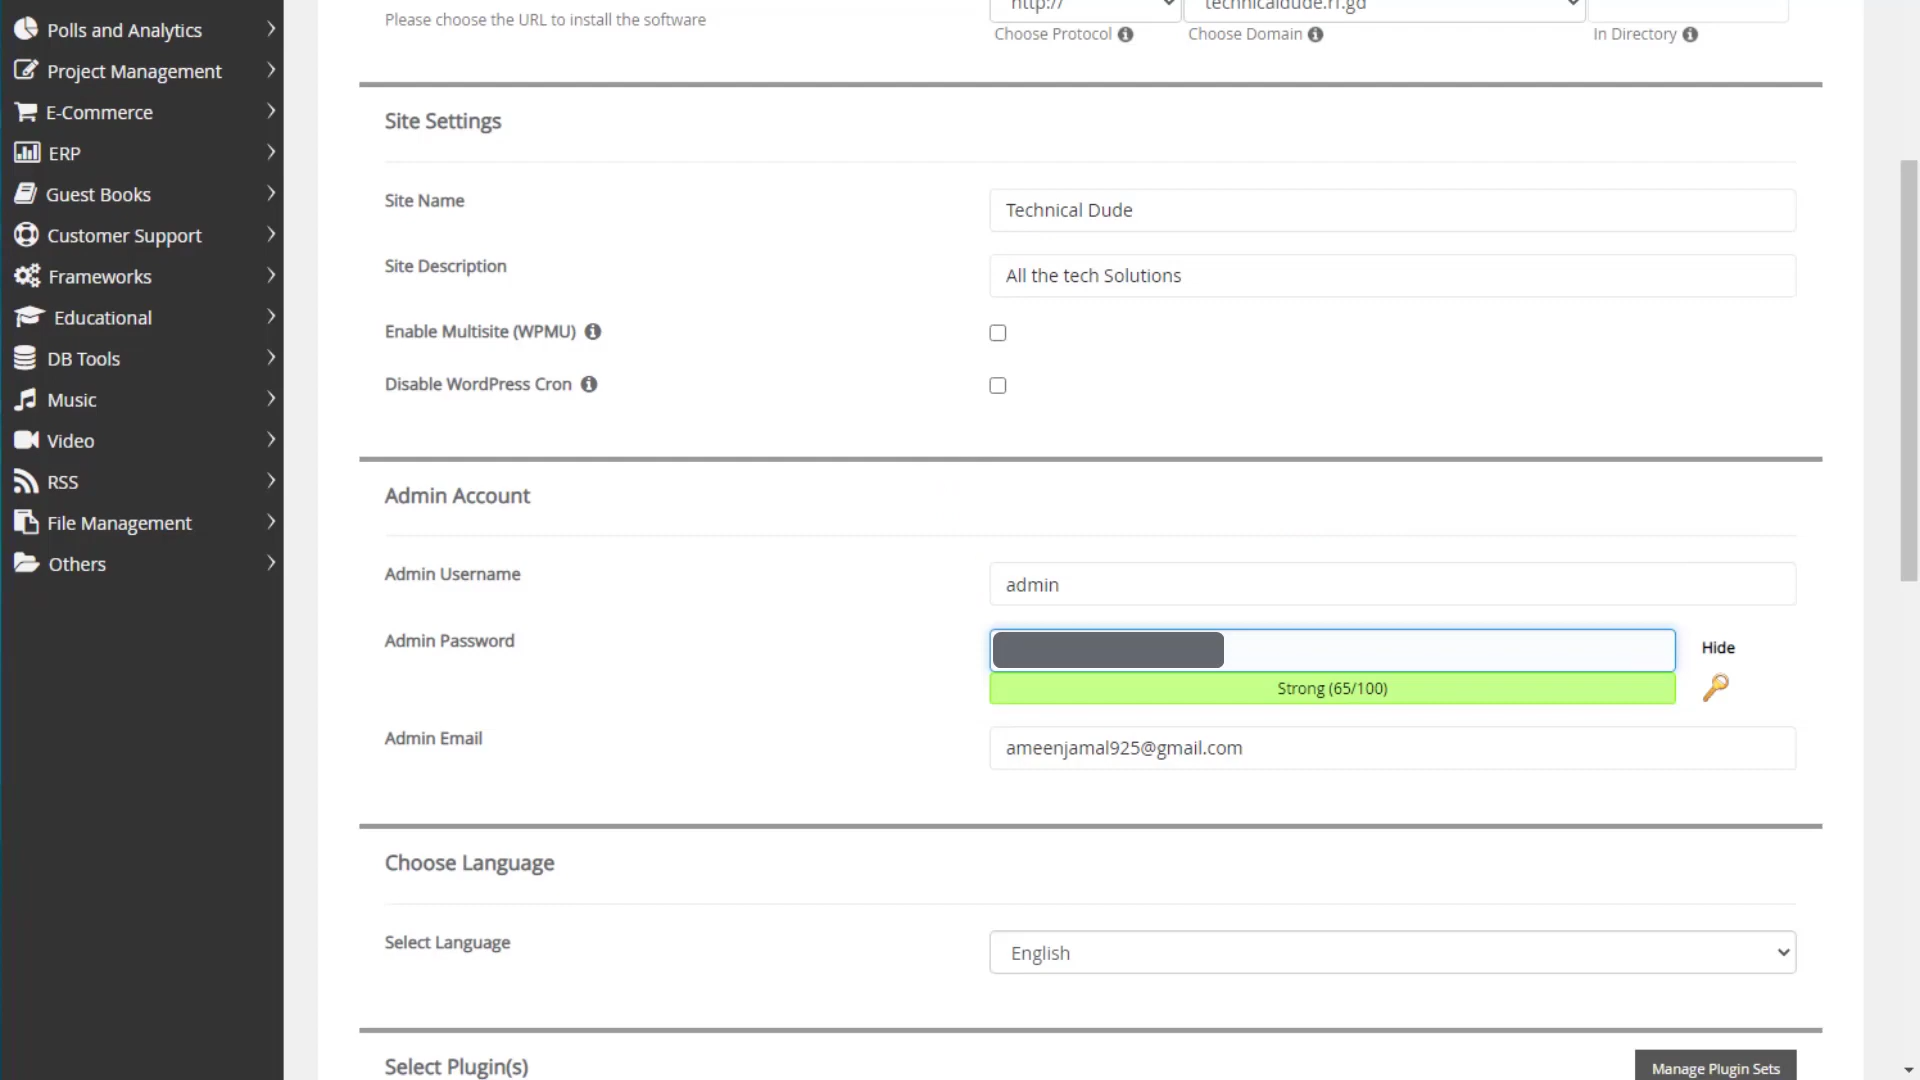 Polls and Analytics
Project Management
E-Commerce
ERP
Guest Books
Customer Support
Frameworks
Educational
DB Tools
Music
Video
RSS
File Management
Others
Please choose the URL to install the software
http://
technicaldude.rf.gd
Choose Protocol
Choose Domain
In Directory
Site Settings
Site Name
Technical Dude
Site Description
All the tech Solutions
Enable Multisite (WPMU)
Disable WordPress Cron
Admin Account
Admin Username
admin
Admin Password
Hide
Strong (65/100)
Admin Email
ameenjamal925@gmail.com
Choose Language
Select Language
English
Select Plugin(s)
Manage Plugin Sets